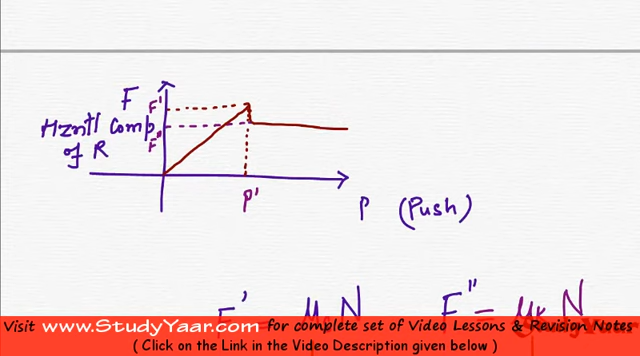 F
F'
Hzntl Comp
F''
of R
P'
P (Push)
F' = μ N F'' = μk N
Visit www.StudyYaar.com for complete set of Video Lessons & Revision Notes
( Click on the Link in the Video Description given below )